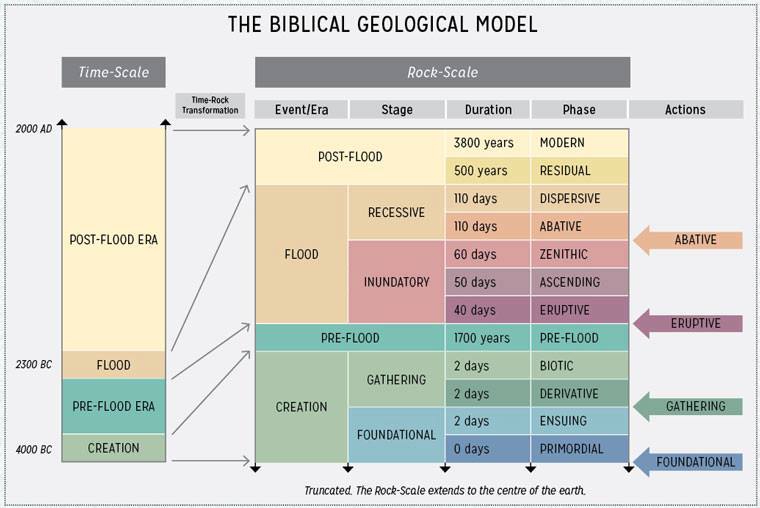 THE BIBLICAL GEOLOGICAL MODEL
Time-Scale
Rock-Scale
Time-Rock
Transformation
Event/Era
Stage
Duration
Phase
Actions
2000 AD
POST-FLOOD ERA
2300 BC
FLOOD
PRE-FLOOD ERA
4000 BC
CREATION
POST-FLOOD
3800 years
MODERN
500 years
RESIDUAL
FLOOD
RECESSIVE
110 days
DISPERSIVE
110 days
ABATIVE
INUNDATORY
60 days
ZENITHIC
50 days
ASCENDING
40 days
ERUPTIVE
PRE-FLOOD
1700 years
PRE-FLOOD
CREATION
GATHERING
2 days
BIOTIC
2 days
DERIVATIVE
FOUNDATIONAL
2 days
ENSUING
0 days
PRIMORDIAL
ABATIVE
ERUPTIVE
GATHERING
FOUNDATIONAL
Truncated. The Rock-Scale extends to the centre of the earth.